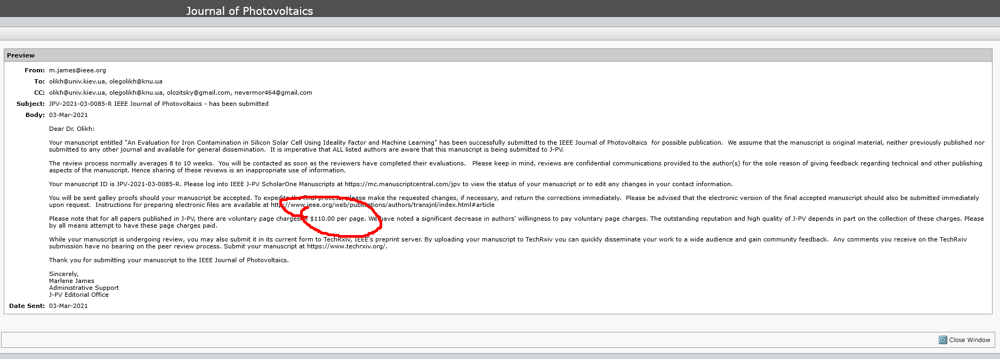 Journal of Photovoltaics
Preview
From: m.james@ieee.org
To: olikh@univ.kiev.ua, olegolikh@knu.ua
CC: olikh@univ.kiev.ua, olegolikh@knu.ua, olozitsky@gmail.com, nevermor464@gmail.com
Subject: JPV-2021-03-0085-R IEEE Journal of Photovoltaics - has been submitted
Body: 03-Mar-2021
Dear Dr. Olikh:
Your manuscript entitled "An Evaluation for Iron Contamination in Silicon Solar Cell Using Ideality Factor and Machine Learning" has been successfully submitted to the IEEE Journal of Photovoltaics  for possible publication.  We assume that the manuscript is original material, neither previously published nor
submitted to any other journal and available for general dissemination.  It is imperative that ALL listed authors are aware that this manuscript is being submitted to J-PV.
The review process normally averages 8 to 10 weeks.  You will be contacted as soon as the reviewers have completed their evaluations.   Please keep in mind, reviews are confidential communications provided to the author(s) for the sole reason of giving feedback regarding technical and other publishing
aspects of the manuscript. Hence sharing of these reviews is an inappropriate use of information.
Your manuscript ID is JPV-2021-03-0085-R. Please log into IEEE J-PV ScholarOne Manuscripts at https://mc.manuscriptcentral.com/jpv to view the status of your manuscript or to edit any changes in your contact information.
You will be sent galley proofs should your manuscript be accepted. To expedite the final process, please make the requested changes, if necessary, and return the corrections immediately.  Please be advised that the electronic version of the final accepted manuscript should also be submitted immediately
upon request.  Instructions for preparing electronic files are available at http://www.ieee.org/web/publications/authors/transjnl/index.html#article
Please note that for all papers published in J-PV, there are voluntary page charges of $110.00 per page. We have noted a significant decrease in authors' willingness to pay voluntary page charges. The outstanding reputation and high quality of J-PV depends in part on the collection of these charges. Please
by all means attempt to have these page charges paid.
While your manuscript is undergoing review, you may also submit it in its current form to TechRxiv, IEEE's preprint server. By uploading your manuscript to TechRxiv you can quickly disseminate your work to a wide audience and gain community feedback.  Any comments you receive on the TechRxiv
submission have no bearing on the peer review process. Submit your manuscript at https://www.techrxiv.org/.
Thank you for submitting your manuscript to the IEEE Journal of Photovoltaics.
Sincerely,
Marlene James
Administrative Support
J-PV Editorial Office
Date Sent: 03-Mar-2021
Close Window